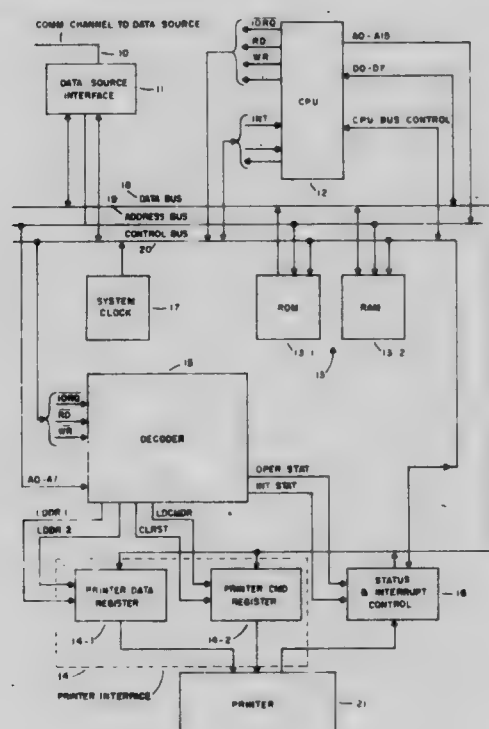 COMM CHANNEL TO DATA SOURCE
10
DATA SOURCE
INTERFACE
11
IORQ
RD
WR
INT
CPU
12
A0-A15
D0-D7
CPU BUS CONTROL
18 DATA BUS
19 ADDRESS BUS
CONTROL BUS
20
SYSTEM
CLOCK
17
ROM
13-1
RAM
13-2
13
15
IORQ
RD
WR
DECODER
A0-A7
OPER STAT
INT STAT
LDDR 1
LDDR 2
LDCMDR
CLRST
PRINTER DATA
REGISTER
14-1
PRINTER CMD
REGISTER
14-2
STATUS
& INTERRUPT
CONTROL
16
14
PRINTER INTERFACE
PRINTER
21